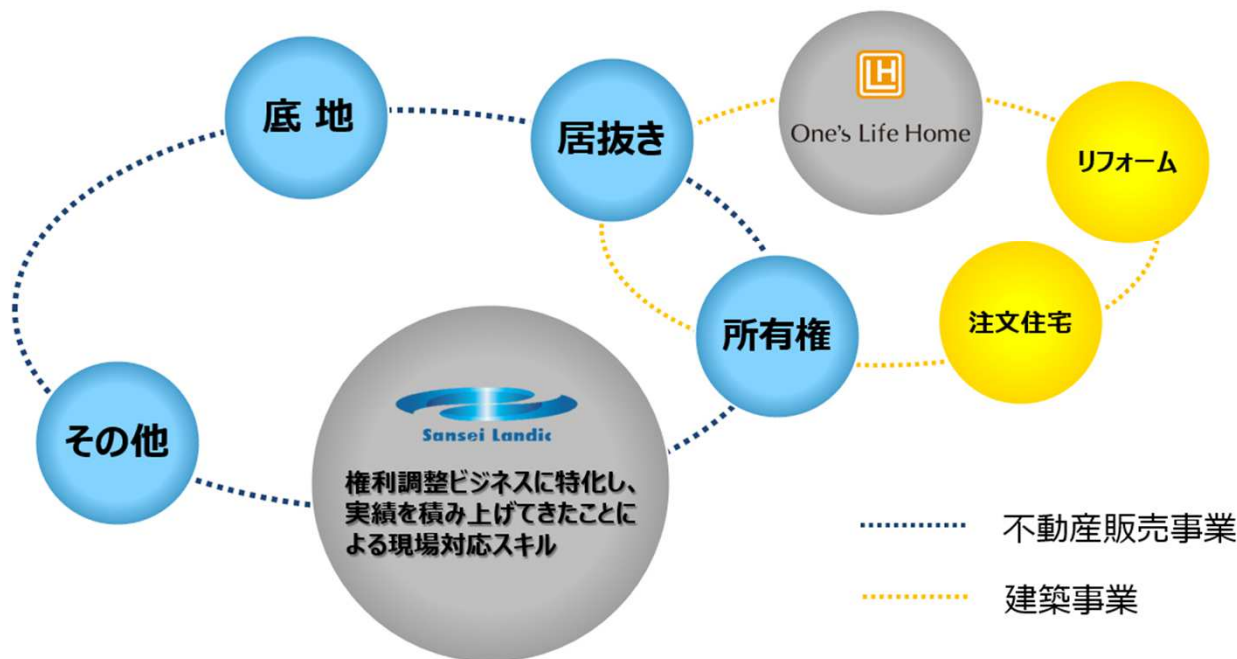 底 地
居抜き
LH
One's Life Home
リフォーム
注文住宅
所有権
その他
Sansei Landic
権利調整ビジネスに特化し、
実績を積み上げてきたことに
よる現場対応スキル
不動産販売事業
建築事業